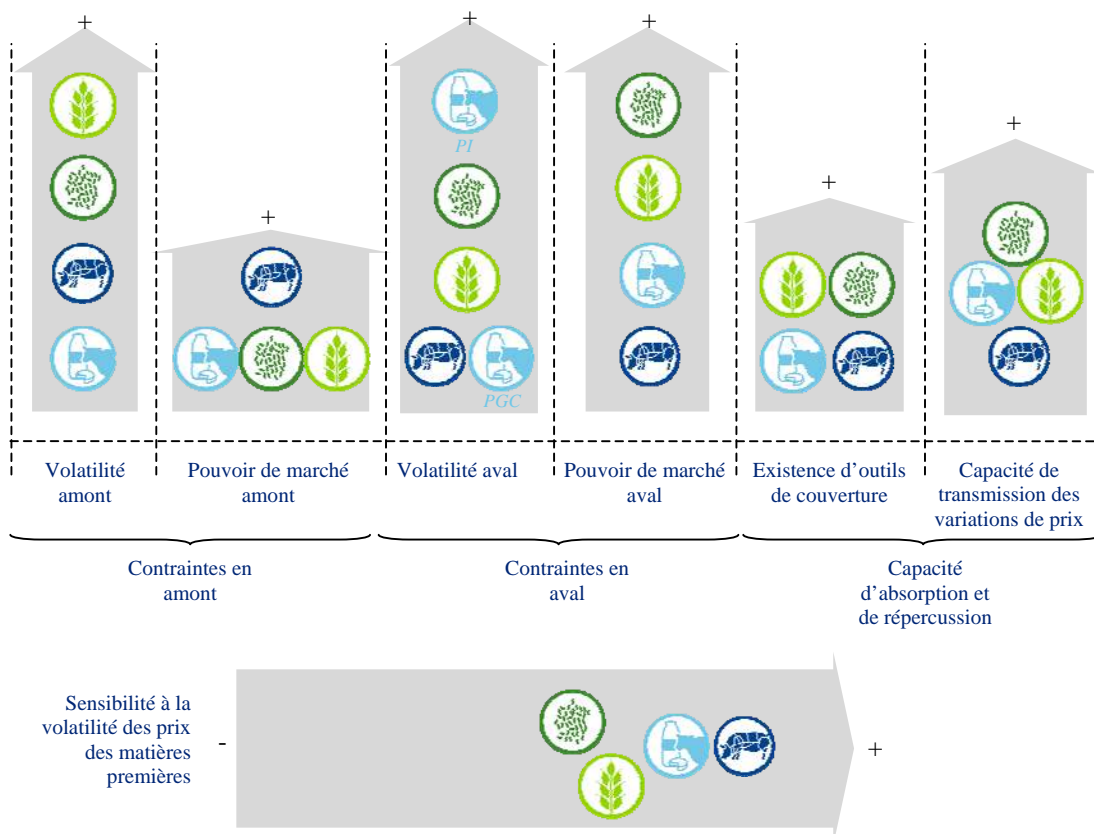 +
+
+
+
+
+
PI
PGC
Volatilité
amont
Pouvoir de marché
amont
Volatilité aval
Pouvoir de marché
aval
Existence d'outils
de couverture
Capacité de
transmission des
variations de prix
Contraintes en
amont
Contraintes en
aval
Capacité
d'absorption et
de répercussion
Sensibilité à la
volatilité des prix
des matières
premières
-
+